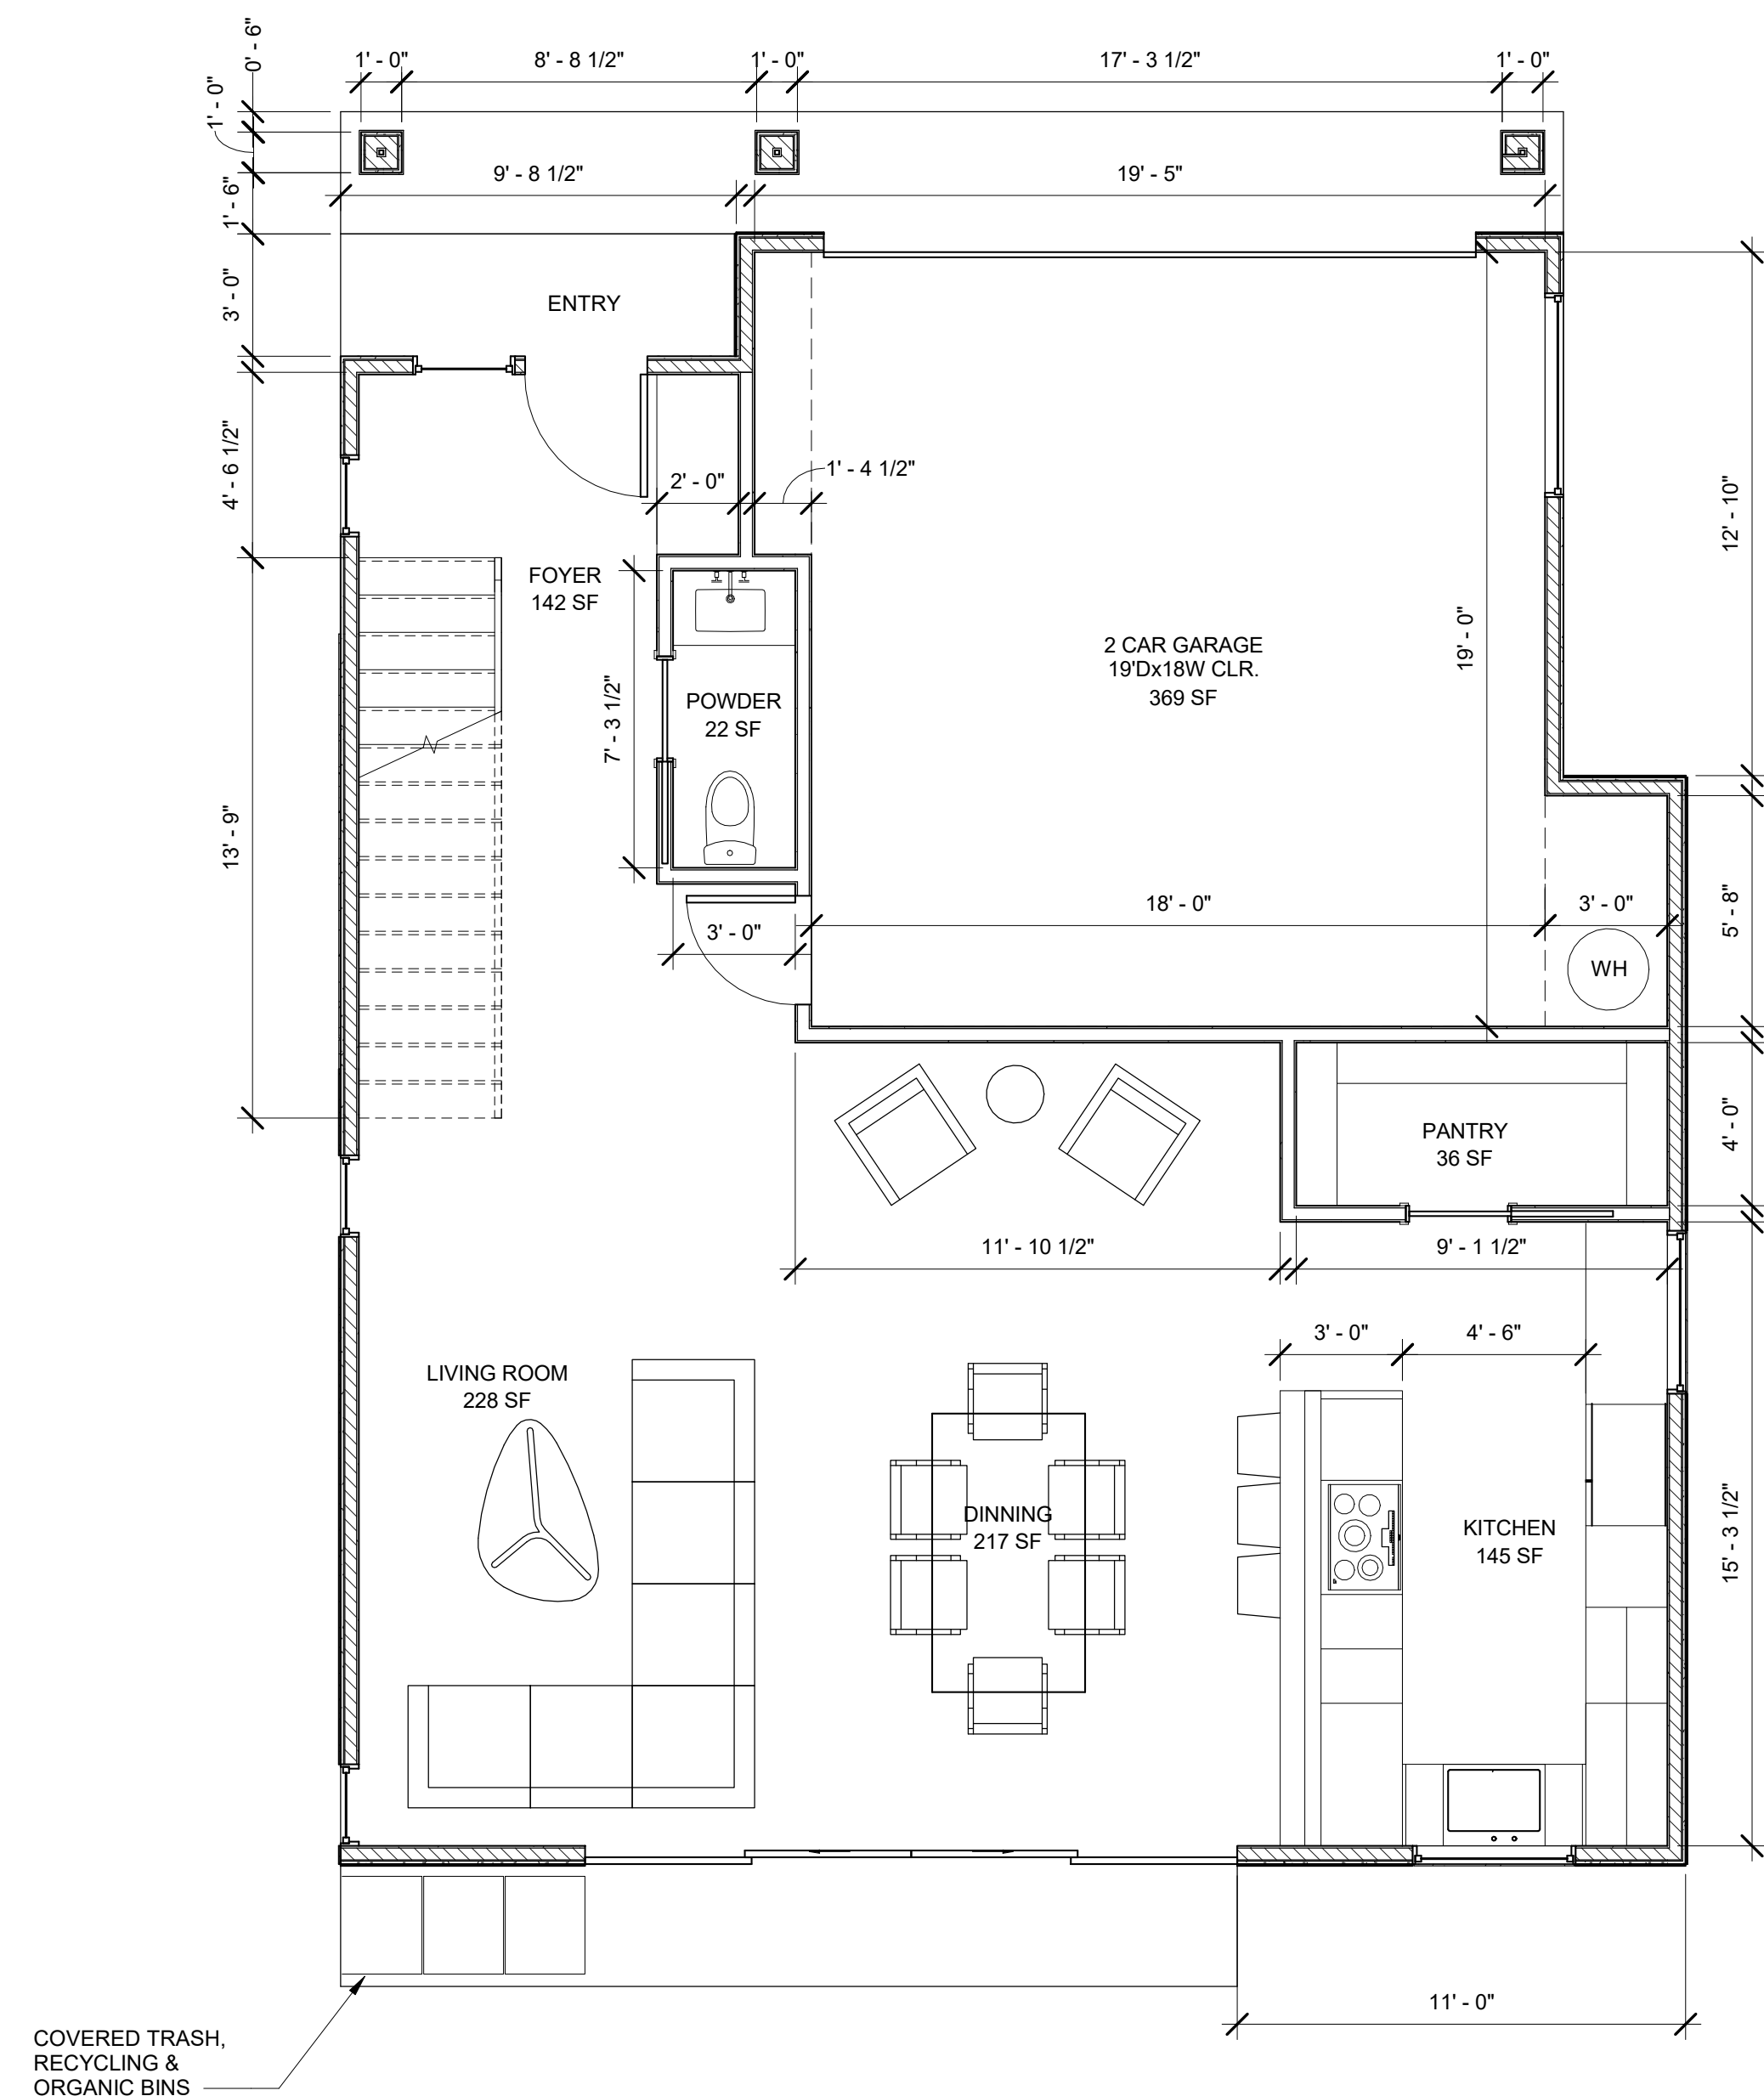 0' - 6"
1' - 0"
8' - 8 1/2"
1' - 0"
17' - 3 1/2"
1' - 0"
1' - 0"
9' - 8 1/2"
19' - 5"
1' - 6"
3' - 0"
ENTRY
4' - 6 1/2"
2' - 0"
1' - 4 1/2"
12' - 10"
FOYER
142 SF
2 CAR GARAGE
19'Dx18W CLR.
369 SF
19' - 0"
7' - 3 1/2"
POWDER
22 SF
13' - 9"
18' - 0"
3' - 0"
5' - 8"
3' - 0"
WH
PANTRY
36 SF
4' - 0"
11' - 10 1/2"
9' - 1 1/2"
3' - 0"
4' - 6"
LIVING ROOM
228 SF
DINNING
217 SF
KITCHEN
145 SF
15' - 3 1/2"
11' - 0"
COVERED TRASH,
RECYCLING &
ORGANIC BINS